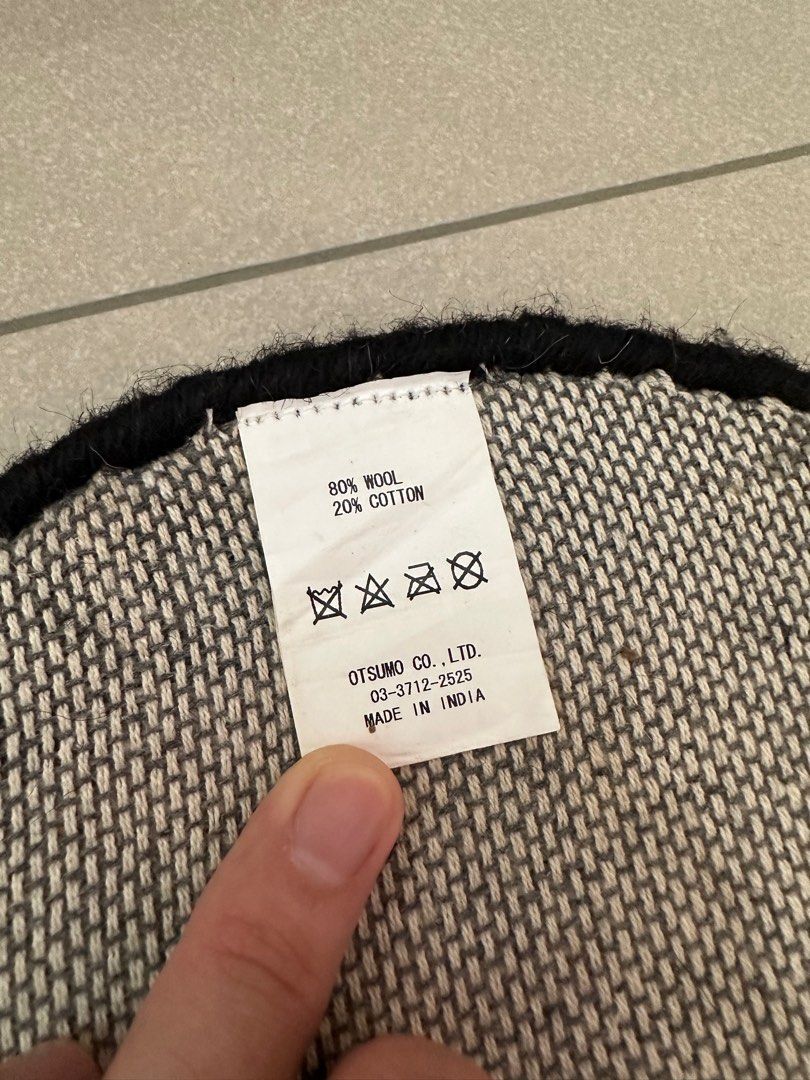 80% WOOL
20% COTTON
OTSUMO CO.,LTD.
03-3712-2525
MADE IN INDIA